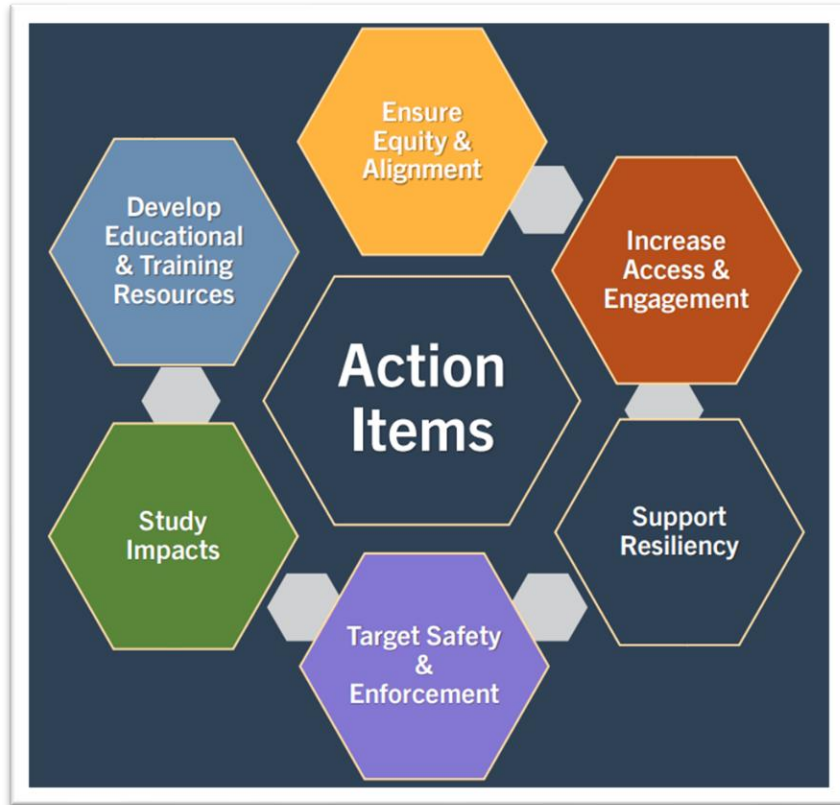 Ensure
Equity &
Alignment
Increase
Access &
Engagement
Support
Resiliency
Target Safety
&
Enforcement
Study
Impacts
Develop
Educational
& Training
Resources
Action
Items